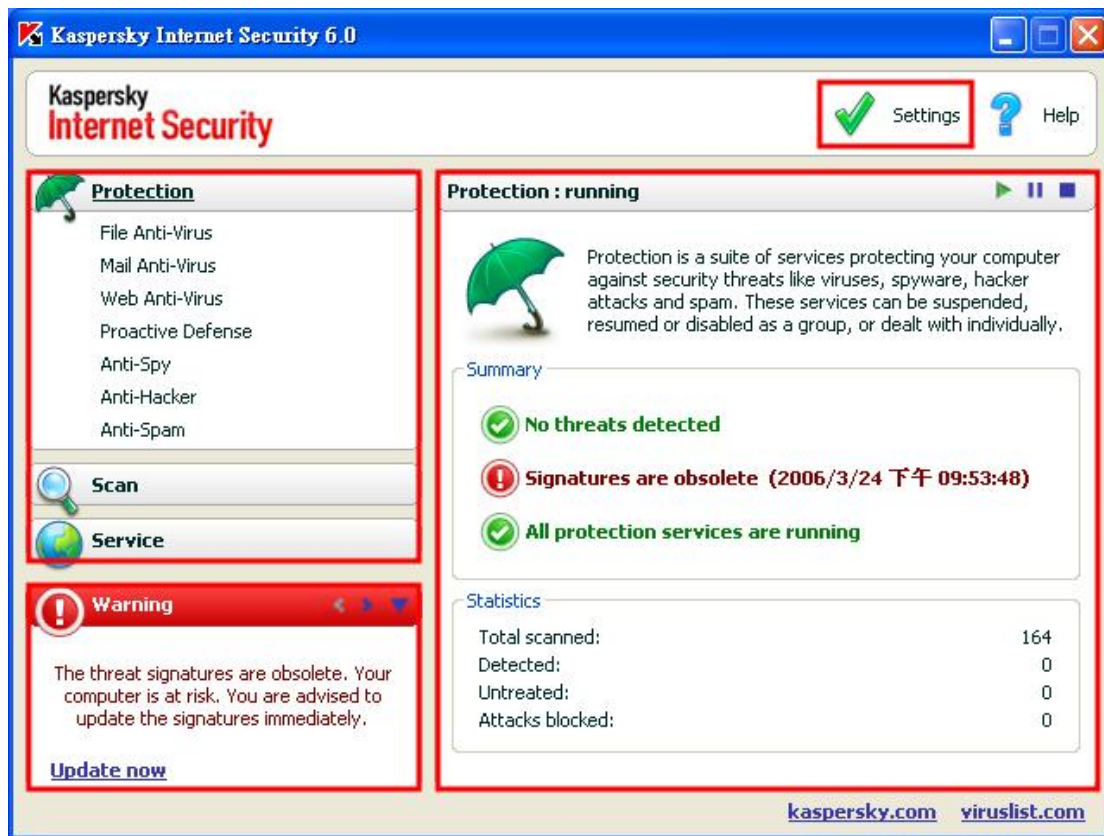 Kaspersky Internet Security 6.0
Kaspersky
Internet Security
Settings
Help
Protection
File Anti-Virus
Mail Anti-Virus
Web Anti-Virus
Proactive Defense
Anti-Spy
Anti-Hacker
Anti-Spam
Scan
Service
Warning
The threat signatures are obsolete. Your
computer is at risk. You are advised to
update the signatures immediately.
Update now
Protection : running
Protection is a suite of services protecting your computer
against security threats like viruses, spyware, hacker
attacks and spam. These services can be suspended,
resumed or disabled as a group, or dealt with individually.
Summary
No threats detected
Signatures are obsolete (2006/3/24 下午 09:53:48)
All protection services are running
Statistics
Total scanned: 164
Detected: 0
Untreated: 0
Attacks blocked: 0
kaspersky.com viruslist.com